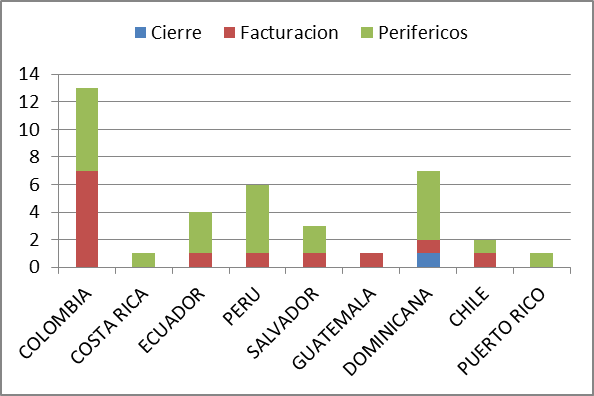 Cierre Facturacion Perifericos
14
12
10
8
6
4
2
0
COLOMBIA
COSTA RICA
ECUADOR
PERU
SALVADOR
GUATEMALA
DOMINICANA
CHILE
PUERTO RICO